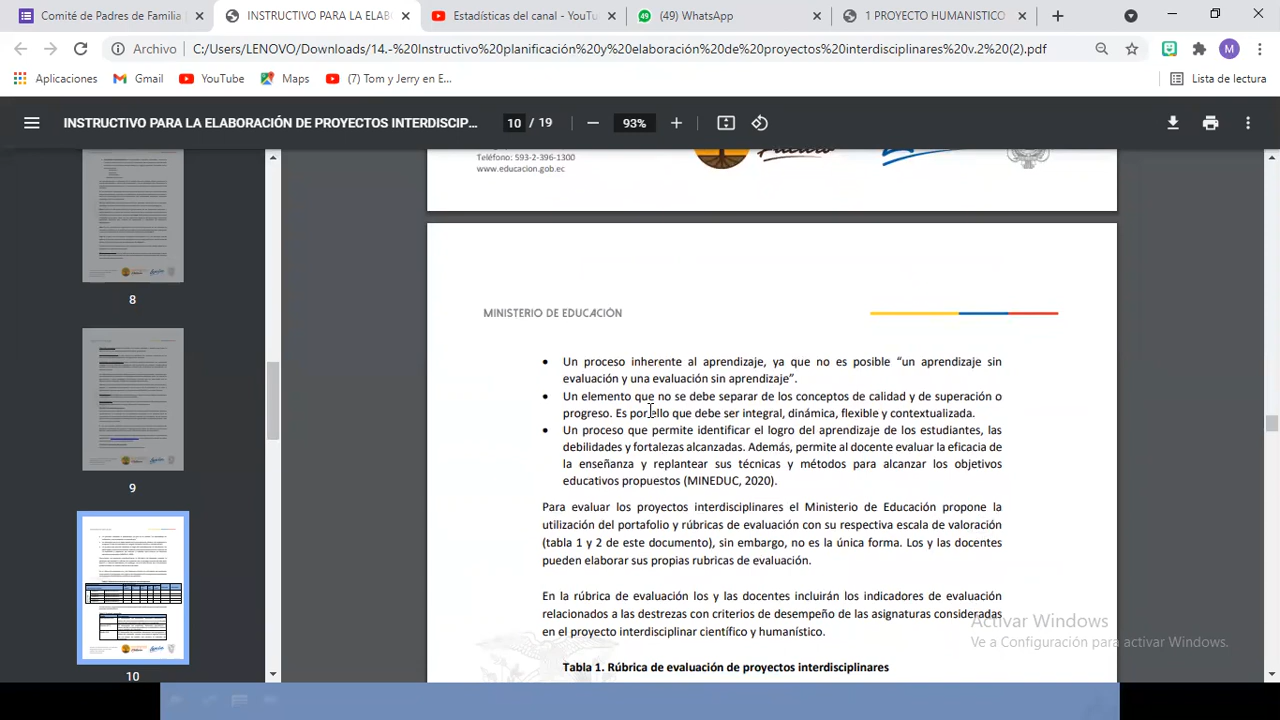 Comité de Padres de Familia
INSTRUCTIVO PARA LA ELAB
Estadísticas del canal - YouTu
(49) WhatsApp
1 PROYECTO HUMANISTICO
Archivo
C:/Users/LENOVO/Downloads/14.-%20Instructivo%20planificación%20y%20elaboración%20de%20proyectos%20interdisciplinares%20v.2%20(2).pdf
M
Aplicaciones
Gmail
YouTube
Maps
(7) Tom y Jerry en E...
Lista de lectura
INSTRUCTIVO PARA LA ELABORACIÓN DE PROYECTOS INTERDISCIP...
10 / 19
93%
Teléfono: 593-2-396-1300
www.educacion.gob.ec
8
9
10
MINISTERIO DE EDUCACIÓN
• Un proceso inherente al aprendizaje, ya que no es posible “un aprendizaje sin
evaluación y una evaluación sin aprendizaje”.
• Un elemento que no se debe separar de los conceptos de calidad y de superación o
progreso. Es por ello que debe ser integral, dinámica, flexible y contextualizada.
• Un proceso que permite identificar el logro del aprendizaje de los estudiantes, las
debilidades y fortalezas alcanzadas. Además, permite al docente evaluar la eficacia de
la enseñanza y replantear sus técnicas y métodos para alcanzar los objetivos
educativos propuestos (MINEDUC, 2020).
Para evaluar los proyectos interdisciplinares el Ministerio de Educación propone la
utilización del portafolio y rúbricas de evaluación con su respectiva escala de valoración
(tabla 1 y 2 de este documento), sin embargo, no es la única forma. Los y las docentes
pueden elaborar sus propias rubricas de evaluación.
En la rúbrica de evaluación los y las docentes incluirán los indicadores de evaluación
relacionados a las destrezas con criterios de desempeño de las asignaturas consideradas
en el proyecto interdisciplinar científico y humanístico.
Tabla 1. Rúbrica de evaluación de proyectos interdisciplinares
Activar Windows
Ve a Configuración para activar Windows.